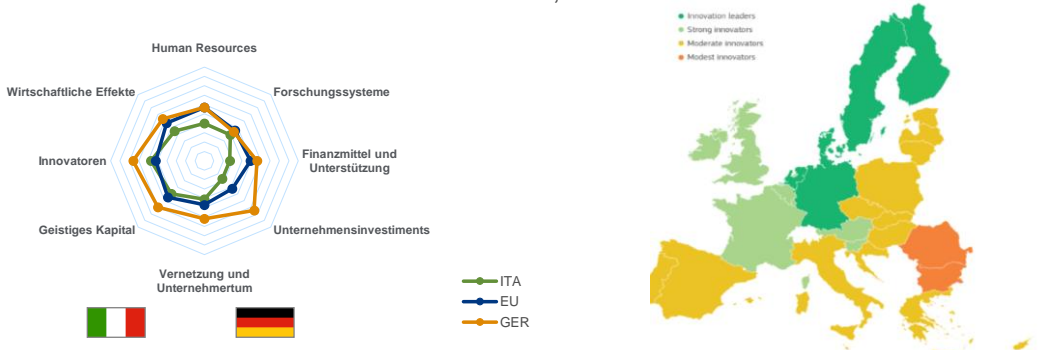 Human Resources
Wirtschaftliche Effekte
Forschungssysteme
Innovatoren
Finanzmittel und
Unterstützung
Geistiges Kapital
Unternehmensinvestiments
Vernetzung und
Unternehmertum
ITA
EU
GER
Innovation leaders
Strong innovators
Moderate innovators
Modest innovators